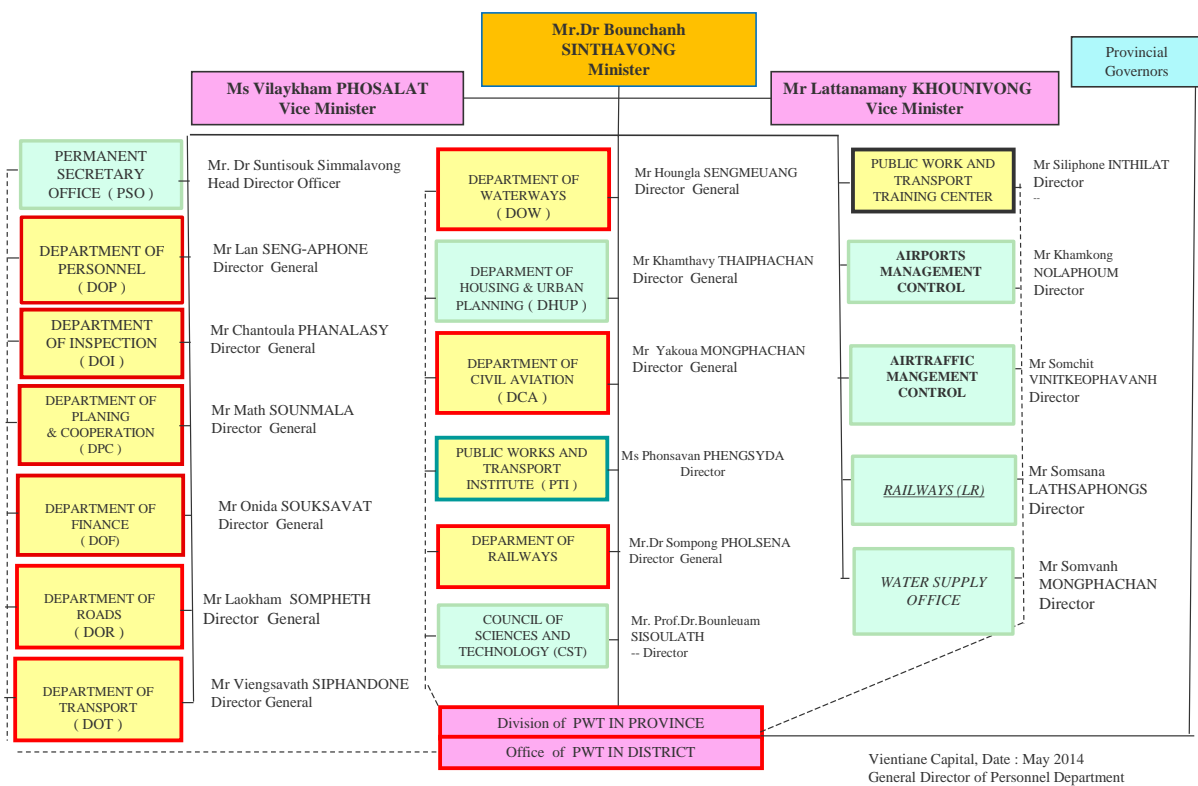 Mr.Dr Bounchanh
SINTHAVONG
Minister
Provincial
Governors
Ms Vilaykham PHOSALAT
Vice Minister
Mr Lattanamany KHOUNIVONG
Vice Minister
PERMANENT
SECRETARY
OFFICE ( PSO )
Mr. Dr Suntisouk Simmalavong
Head Director Officer
DEPARTMENT OF
PERSONNEL
( DOP )
Mr Lan SENG-APHONE
Director General
DEPARTMENT
OF INSPECTION
( DOI )
Mr Chantoula PHANALASY
Director General
DEPARTMENT OF
PLANING
& COOPERATION
(DPC )
Mr Math SOUNMALA
Director General
DEPARTMENT OF
FINANCE
(DOF)
Mr Onida SOUKSAVAT
Director General
DEPARTMENT OF
ROADS
( DOR )
Mr Laokham SOMPHETH
Director General
DEPARTMENT OF
TRANSPORT
( DOT )
Mr Viengsavath SIPHANDONE
Director General
DEPARTMENT OF
WATERWAYS
( DOW )
Mr Houngla SENGMEUANG
Director General
DEPARMENT OF
HOUSING & URBAN
PLANNING ( DHUP )
Mr Khamthavy THAIPHACHAN
Director General
DEPARTMENT OF
CIVIL AVIATION
( DCA )
Mr Yakoua MONGPHACHAN
Director General
PUBLIC WORKS AND
TRANSPORT
INSTITUTE ( PTI )
Ms Phonsavan PHENGSYDA
Director
DEPARTMENT OF
RAILWAYS
Mr.Dr Sompong PHOLSENA
Director General
COUNCIL OF
SCIENCES AND
TECHNOLOGY (CST)
Mr. Prof.Dr.Bounleuam
SISOULATH
-- Director
PUBLIC WORK AND
TRANSPORT
TRAINING CENTER
Mr Siliphone INTHILAT
Director
--
AIRPORTS
MANAGEMENT
CONTROL
Mr Khamkong
NOLAPHOUM
Director
AIRTRAFFIC
MANGEMENT
CONTROL
Mr Somchit
VINITKEOPHAVANH
Director
RAILWAYS (LR)
Mr Somsana
LATHSAPHONGS
Director
WATER SUPPLY
OFFICE
Mr Somvanh
MONGPHACHAN
Director
Division of PWT IN PROVINCE
Office of PWT IN DISTRICT
Vientiane Capital, Date : May 2014
General Director of Personnel Department